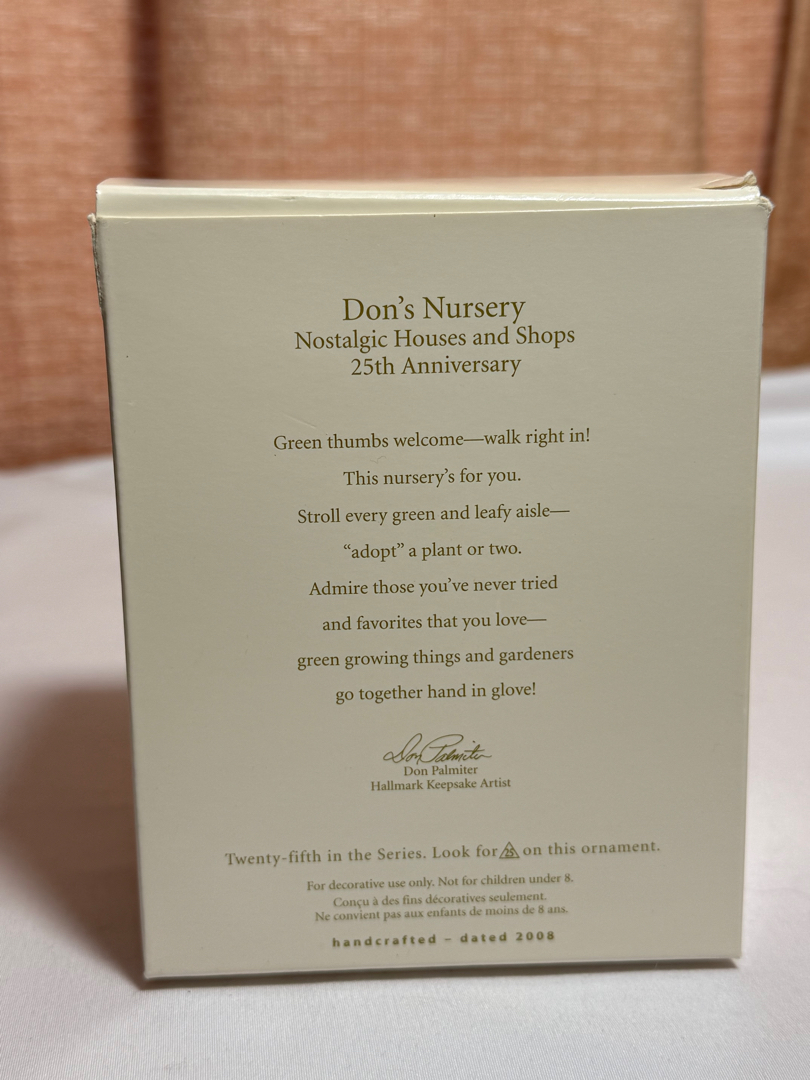 Don's Nursery
Nostalgic Houses and Shops
25th Anniversary
Green thumbs welcome—walk right in!
This nursery's for you.
Stroll every green and leafy aisle—
“adopt” a plant or two.
Admire those you've never tried
and favorites that you love—
green growing things and gardeners
go together hand in glove!
Don Palmiter
Don Palmiter
Hallmark Keepsake Artist
Twenty-fifth in the Series. Look for 25 on this ornament.
For decorative use only. Not for children under 8.
Conçu à des fins décoratives seulement.
Ne convient pas aux enfants de moins de 8 ans.
handcrafted – dated 2008